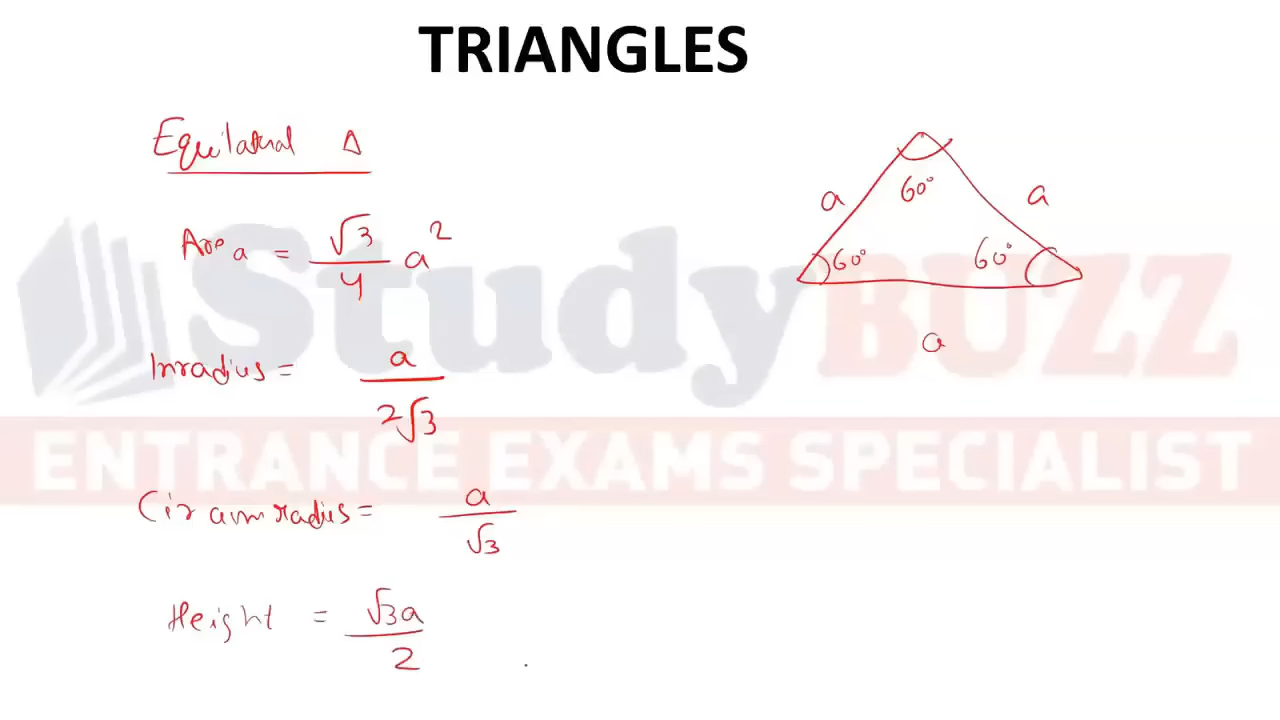 TRIANGLES
Equilateral Δ
Area = √3/4 a²
Inradius = a/2√3
Circumradius = a/√3
Height = √3a/2
a
60°
a
60°
60°
a
StudyBUZZ
ENTRANCE EXAMS SPECIALIST